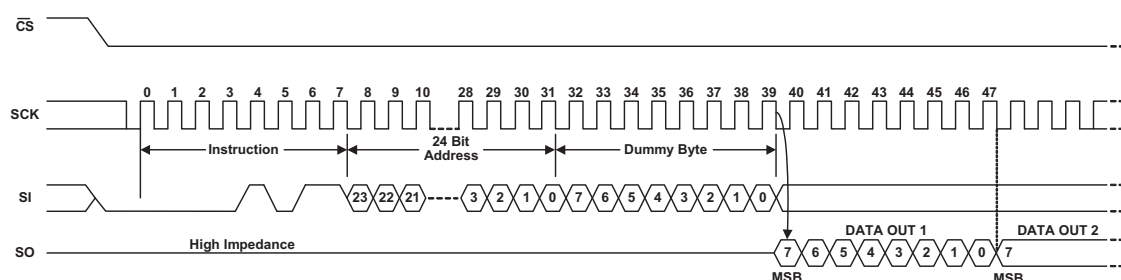 CS
0 1 2 3 4 5 6 7 8 9 10 28 29 30 31 32 33 34 35 36 37 38 39 40 41 42 43 44 45 46 47
SCK
Instruction 24 Bit Address Dummy Byte
SI 23 22 21 3 2 1 0 7 6 5 4 3 2 1 0
DATA OUT 1 DATA OUT 2
SO High Impedance 7 6 5 4 3 2 1 0 7
MSB MSB